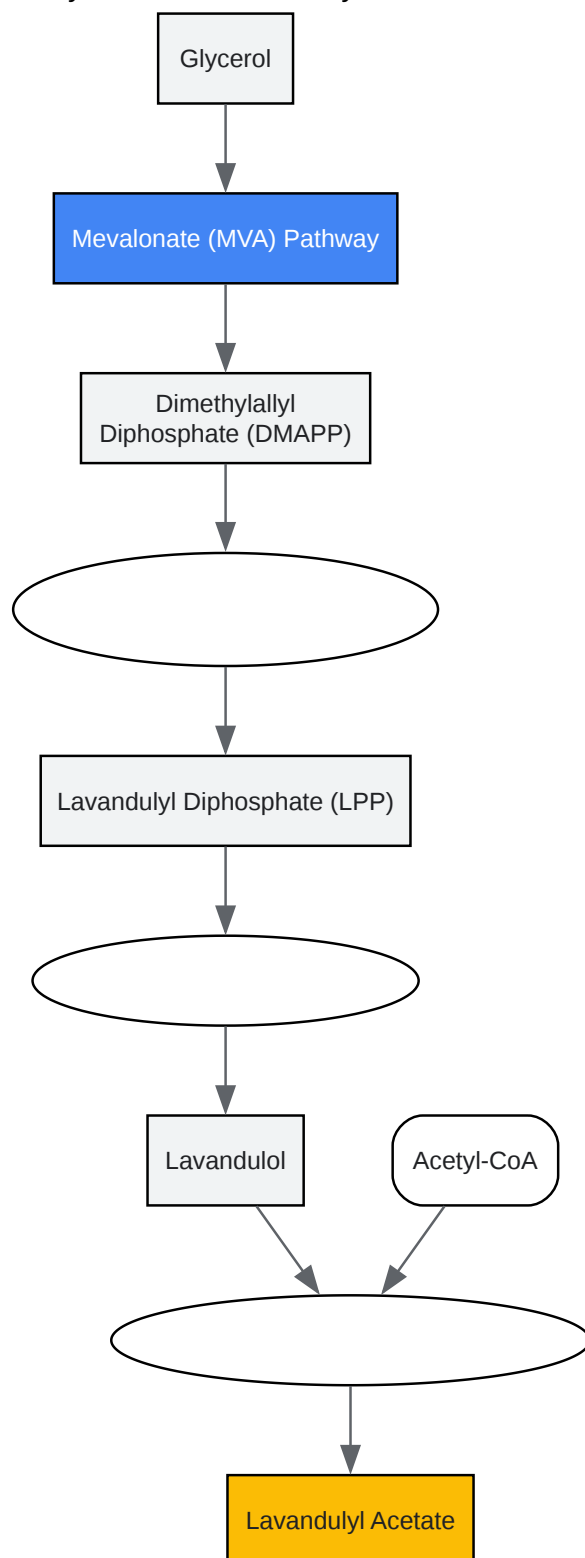 Glycerol
Mevalonate (MVA) Pathway
Dimethylallyl
Diphosphate (DMAPP)
Lavandulyl Diphosphate (LPP)
Lavandulol
Acetyl-CoA
Lavandulyl Acetate